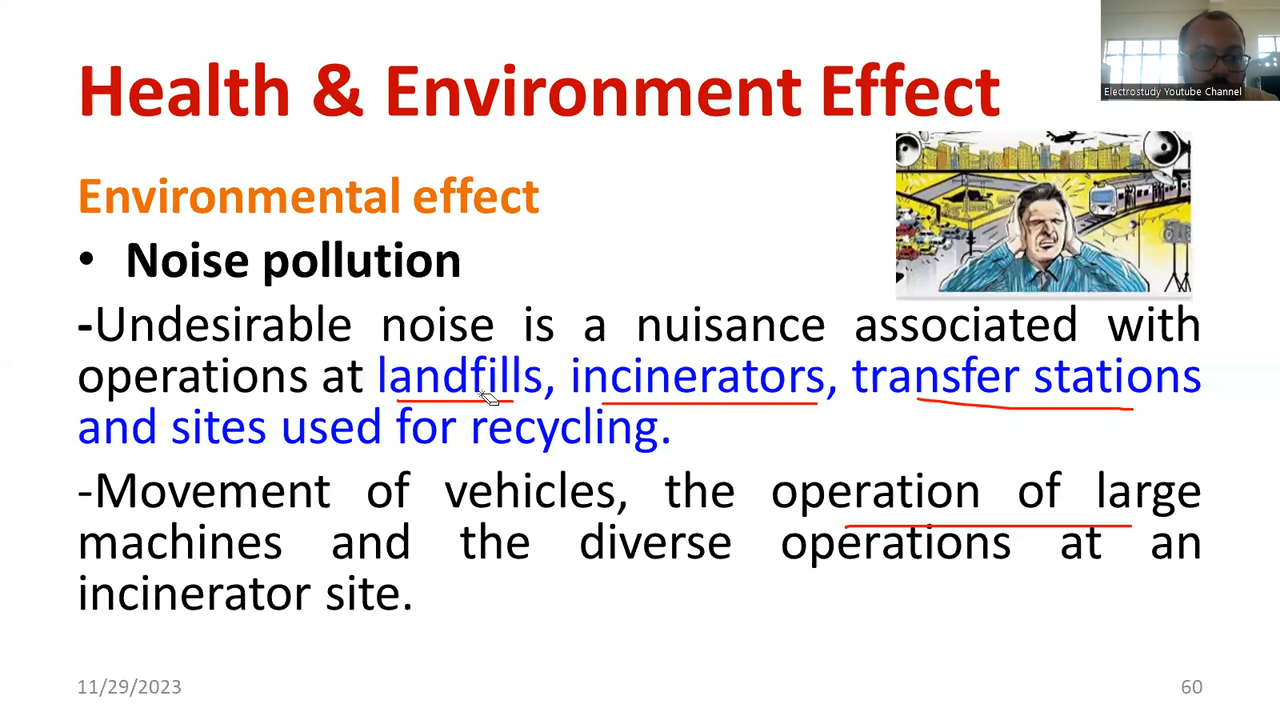 Health & Environment Effect
Electrostudy Youtube Channel
Environmental effect
• Noise pollution
-Undesirable noise is a nuisance associated with
operations at landfills, incinerators, transfer stations
and sites used for recycling.
-Movement of vehicles, the operation of large
machines and the diverse operations at an
incinerator site.
11/29/2023
60